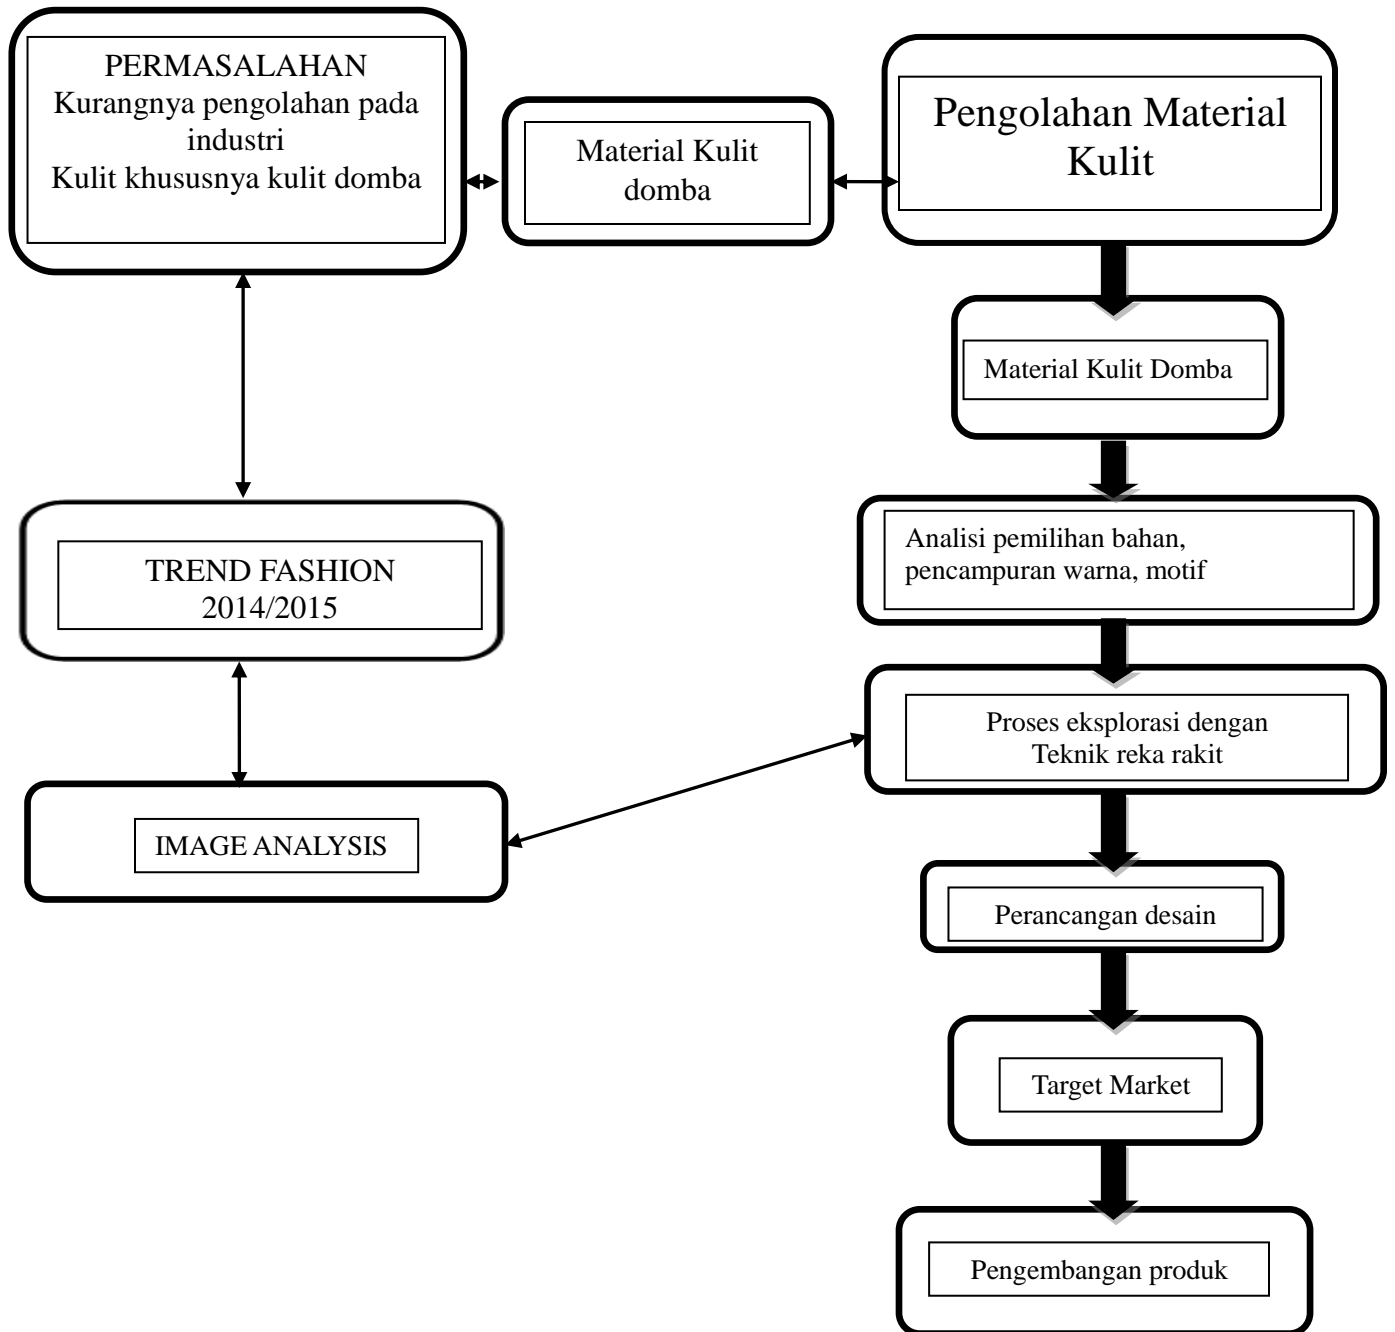 PERMASALAHAN
Kurangnya pengolahan pada
industri
Kulit khususnya kulit domba
Material Kulit
domba
Pengolahan Material
Kulit
Material Kulit Domba
Analisi pemilihan bahan,
pencampuran warna, motif
TREND FASHION
2014/2015
Proses eksplorasi dengan
Teknik reka rakit
IMAGE ANALYSIS
Perancangan desain
Target Market
Pengembangan produk